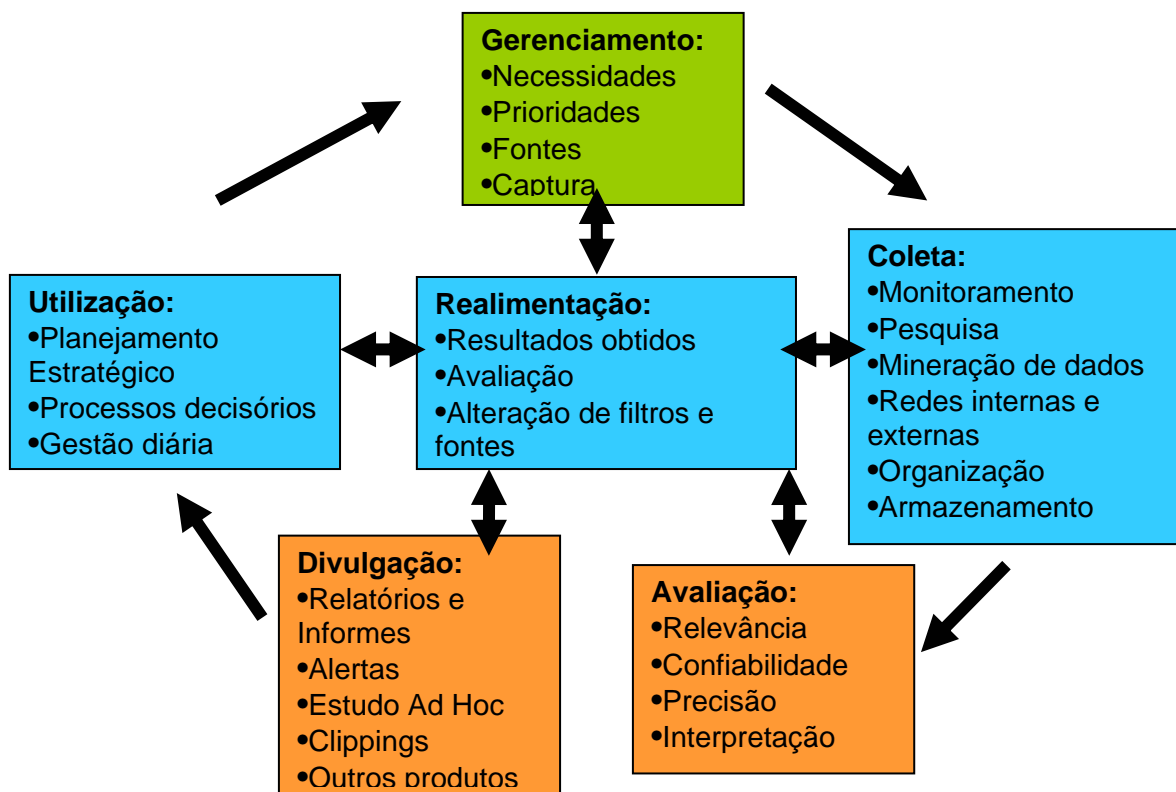 Gerenciamento:
•Necessidades
•Prioridades
•Fontes
•Captura
Coleta:
•Monitoramento
•Pesquisa
•Mineração de dados
•Redes internas e
externas
•Organização
•Armazenamento
Utilização:
•Planejamento
Estratégico
•Processos decisórios
•Gestão diária
Realimentação:
•Resultados obtidos
•Avaliação
•Alteração de filtros e
fontes
Divulgação:
•Relatórios e
Informes
•Alertas
•Estudo Ad Hoc
•Clippings
•Outros produtos
Avaliação:
•Relevância
•Confiabilidade
•Precisão
•Interpretação